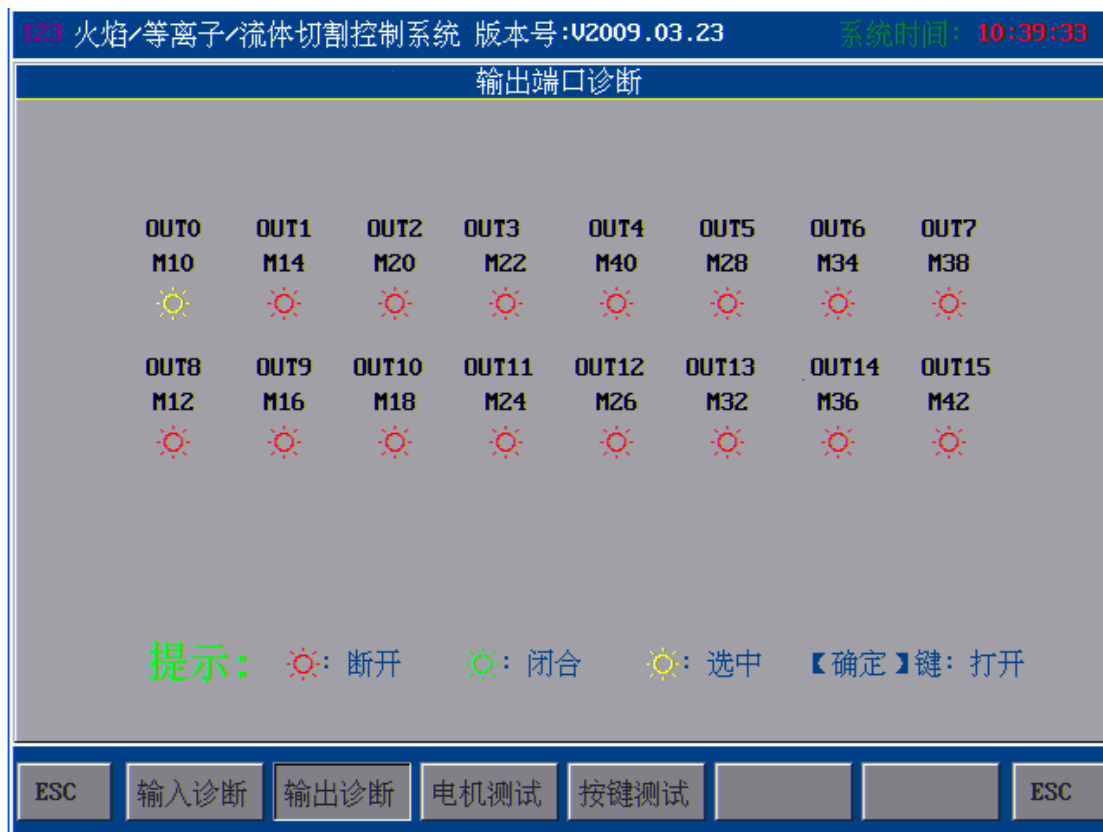 123 火焰/等离子/流体切割控制系统 版本号:V2009.03.23 系统时间: 10:39:33
输出端口诊断
OUT0 OUT1 OUT2 OUT3 OUT4 OUT5 OUT6 OUT7
M10 M14 M20 M22 M40 M28 M34 M38
OUT8 OUT9 OUT10 OUT11 OUT12 OUT13 OUT14 OUT15
M12 M16 M18 M24 M26 M32 M36 M42
提示: : 断开 : 闭合 : 选中 【确定】键: 打开
ESC 输入诊断 输出诊断 电机测试 按键测试 ESC